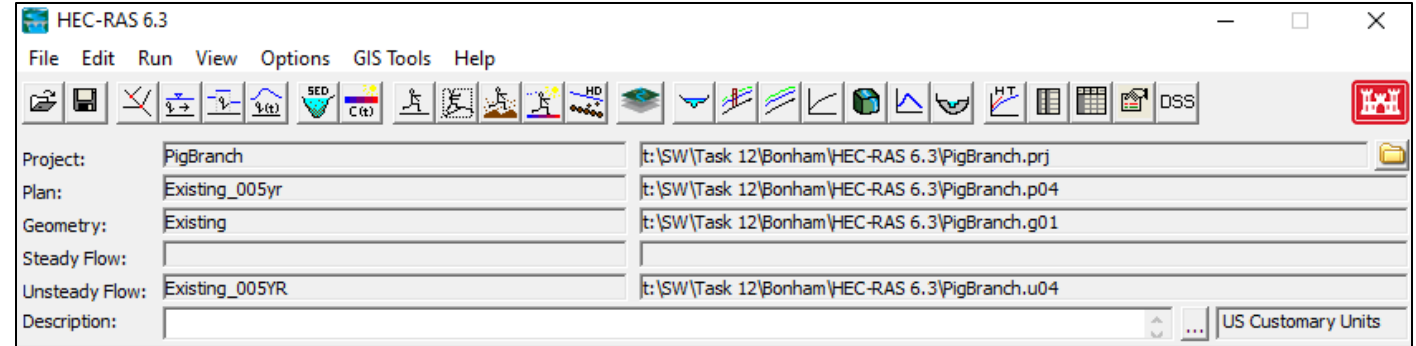 HEC-RAS 6.3
File Edit Run View Options GIS Tools Help
SED C(t) HD HT DSS
Project: PigBranch t:\SW\Task 12\Bonham\HEC-RAS 6.3\PigBranch.prj
Plan: Existing_005yr t:\SW\Task 12\Bonham\HEC-RAS 6.3\PigBranch.p04
Geometry: Existing t:\SW\Task 12\Bonham\HEC-RAS 6.3\PigBranch.g01
Steady Flow:
Unsteady Flow: Existing_005YR t:\SW\Task 12\Bonham\HEC-RAS 6.3\PigBranch.u04
Description: ... US Customary Units